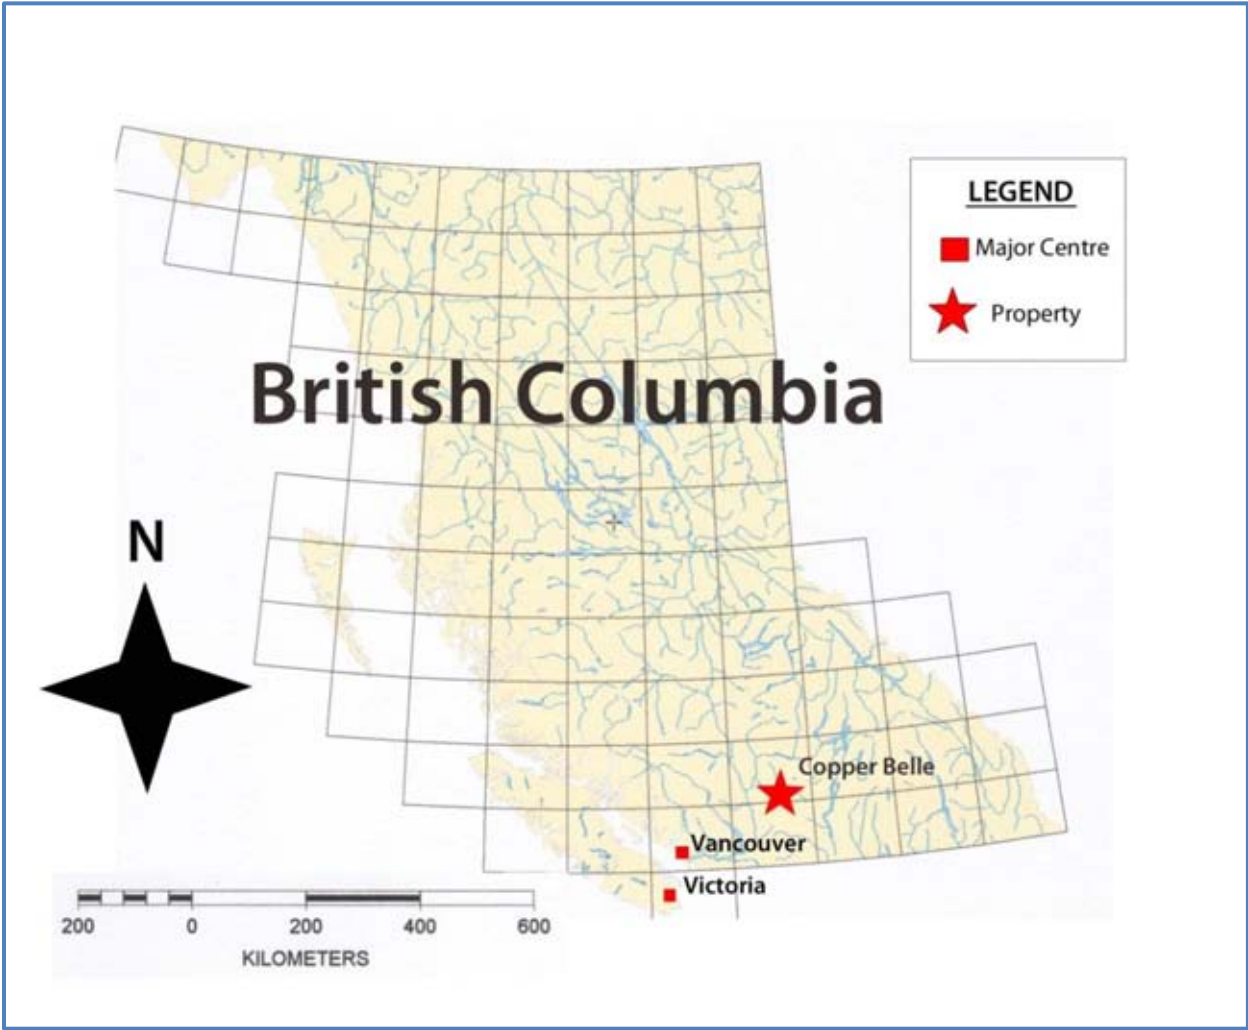 LEGEND
Major Centre
Property
British Columbia
N
Copper Belle
Vancouver
Victoria
200 0 200 400 600
KILOMETERS